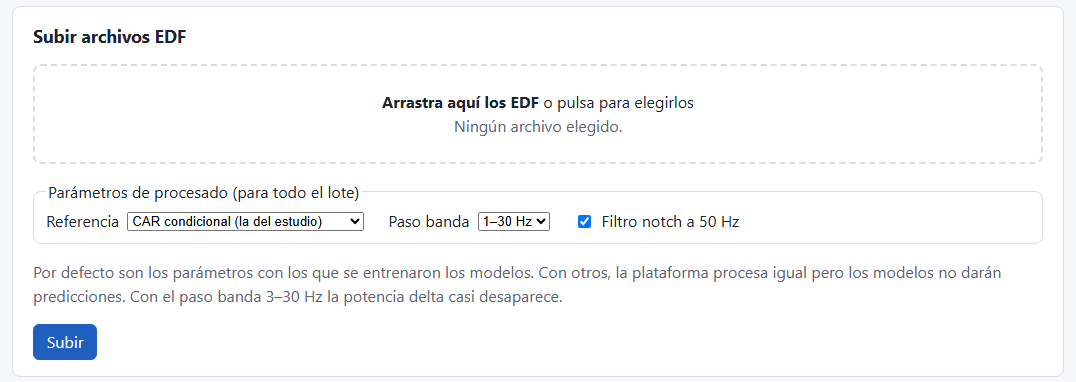 Subir archivos EDF
Arrastra aquí los EDF o pulsa para elegirlos
Ningún archivo elegido.
Parámetros de procesado (para todo el lote)
Referencia CAR condicional (la del estudio) Paso banda 1–30 Hz Filtro notch a 50 Hz
Por defecto son los parámetros con los que se entrenaron los modelos. Con otros, la plataforma procesa igual pero los modelos no darán
predicciones. Con el paso banda 3–30 Hz la potencia delta casi desaparece.
Subir